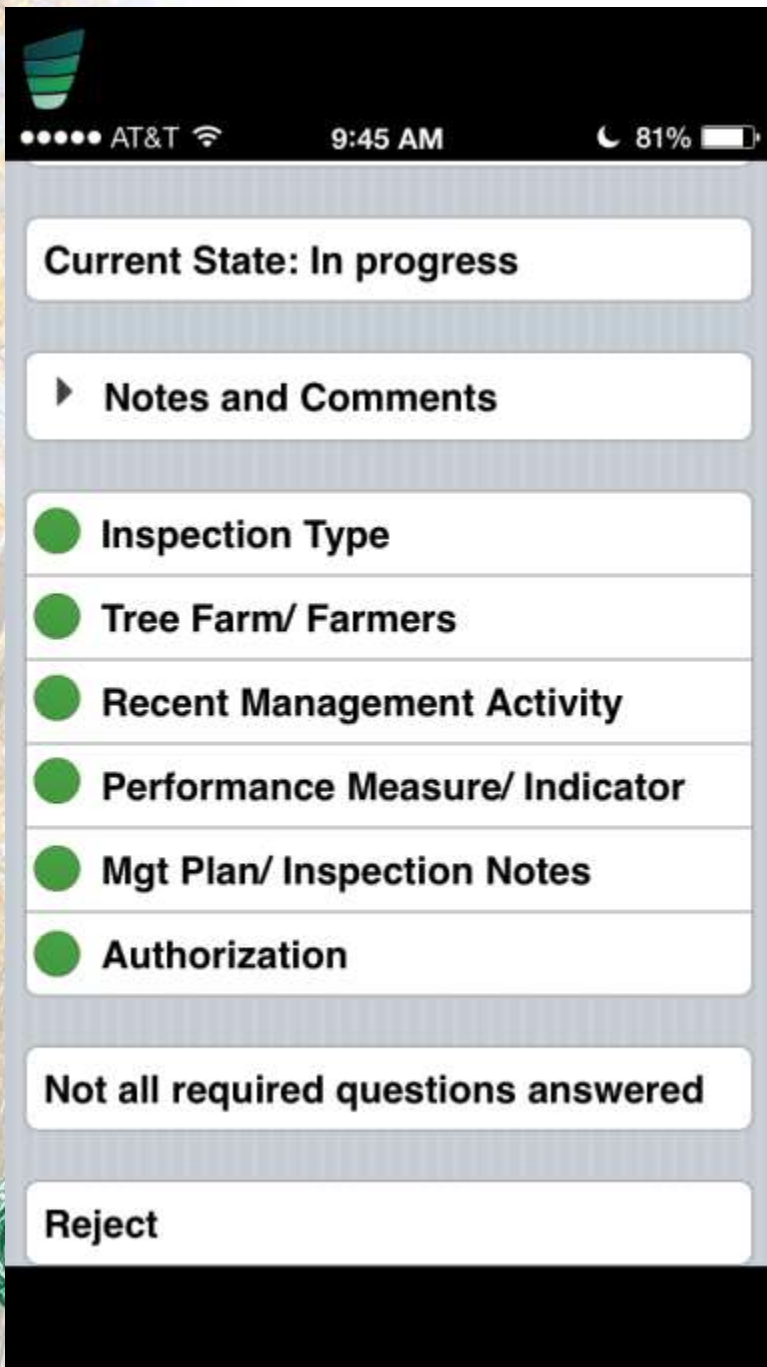 AT&T 9:45 AM 81%
Current State: In progress
Notes and Comments
Inspection Type
Tree Farm/ Farmers
Recent Management Activity
Performance Measure/ Indicator
Mgt Plan/ Inspection Notes
Authorization
Not all required questions answered
Reject